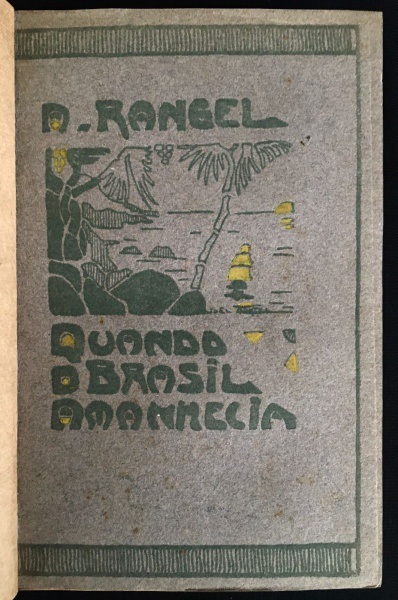 A. RANGEL
QUANDO
O BRASIL
AMANHECIA